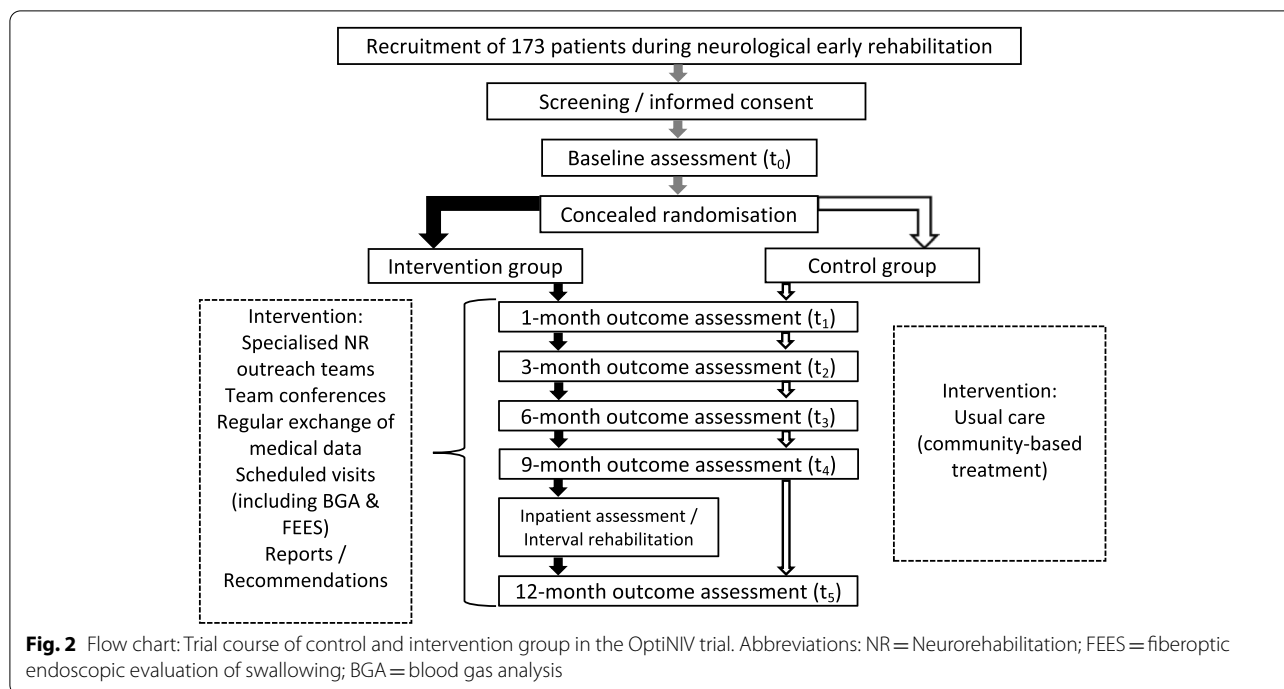 Recruitment of 173 patients during neurological early rehabilitation
Screening / informed consent
Baseline assessment (t₀)
Concealed randomisation
Intervention group
Control group
Intervention:
Specialised NR
outreach teams
Team conferences
Regular exchange of
medical data
Scheduled visits
(including BGA &
FEES)
Reports /
Recommendations
1-month outcome assessment (t₁)
3-month outcome assessment (t₂)
6-month outcome assessment (t₃)
9-month outcome assessment (t₄)
Inpatient assessment /
Interval rehabilitation
12-month outcome assessment (t₅)
Intervention:
Usual care
(community-based
treatment)
Fig. 2 Flow chart: Trial course of control and intervention group in the OptiNIV trial. Abbreviations: NR = Neurorehabilitation; FEES = fiberoptic
endoscopic evaluation of swallowing; BGA = blood gas analysis